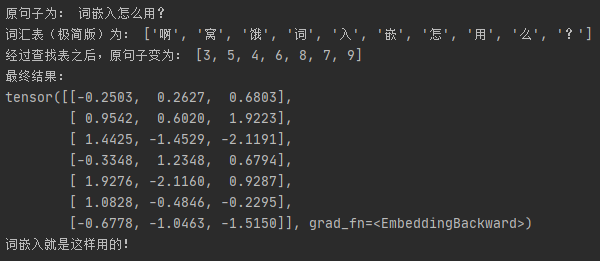 原句子为： 词嵌入怎么用？
词汇表（极简版）为： ['啊', '窝', '饿', '词', '入', '嵌', '怎', '用', '么', '？']
经过查找表之后，原句子变为： [3, 5, 4, 6, 8, 7, 9]
最终结果：
tensor([[-0.2503,  0.2627,  0.6803],
        [ 0.9542,  0.6020,  1.9223],
        [ 1.4425, -1.4529, -2.1191],
        [-0.3348,  1.2348,  0.6794],
        [ 1.9276, -2.1160,  0.9287],
        [ 1.0828, -0.4846, -0.2295],
        [-0.6778, -1.0463, -1.5150]], grad_fn=<EmbeddingBackward>)
词嵌入就是这样用的！